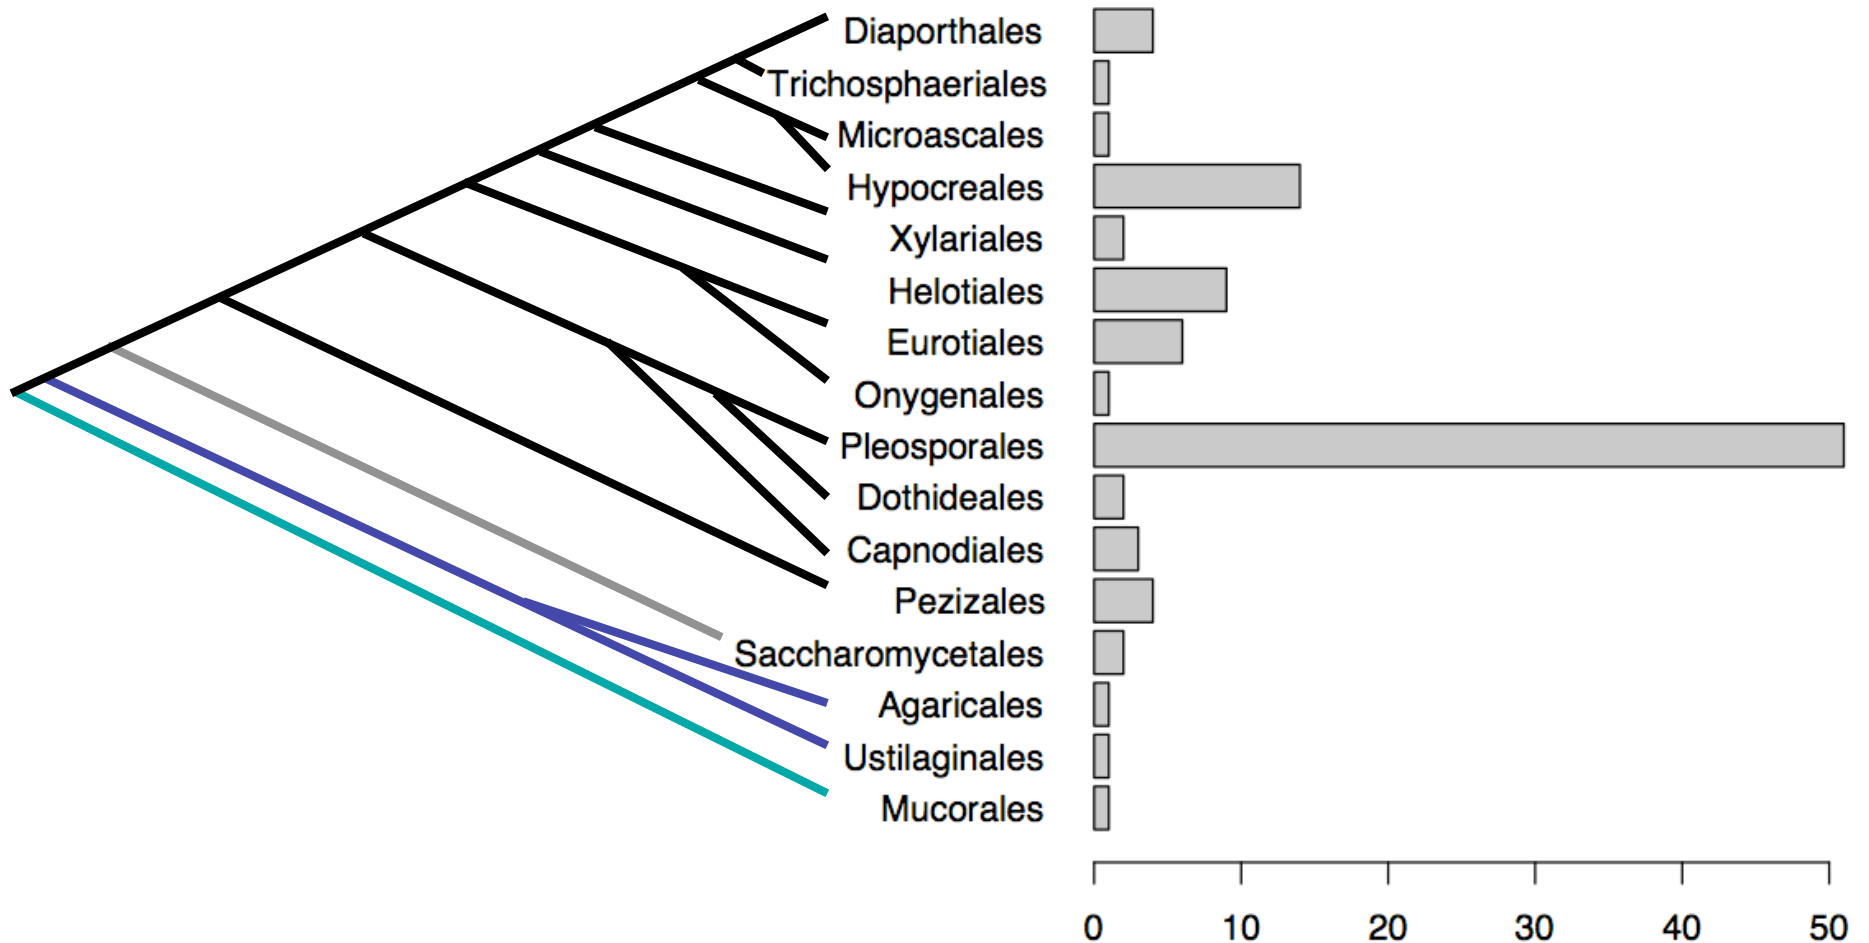 Diaporthales
Trichosphaeriales
Microascales
Hypocreales
Xylariales
Helotiales
Eurotiales
Onygenales
Pleosporales
Dothideales
Capnodiales
Pezizales
Saccharomycetales
Agaricales
Ustilaginales
Mucorales
0 10 20 30 40 50